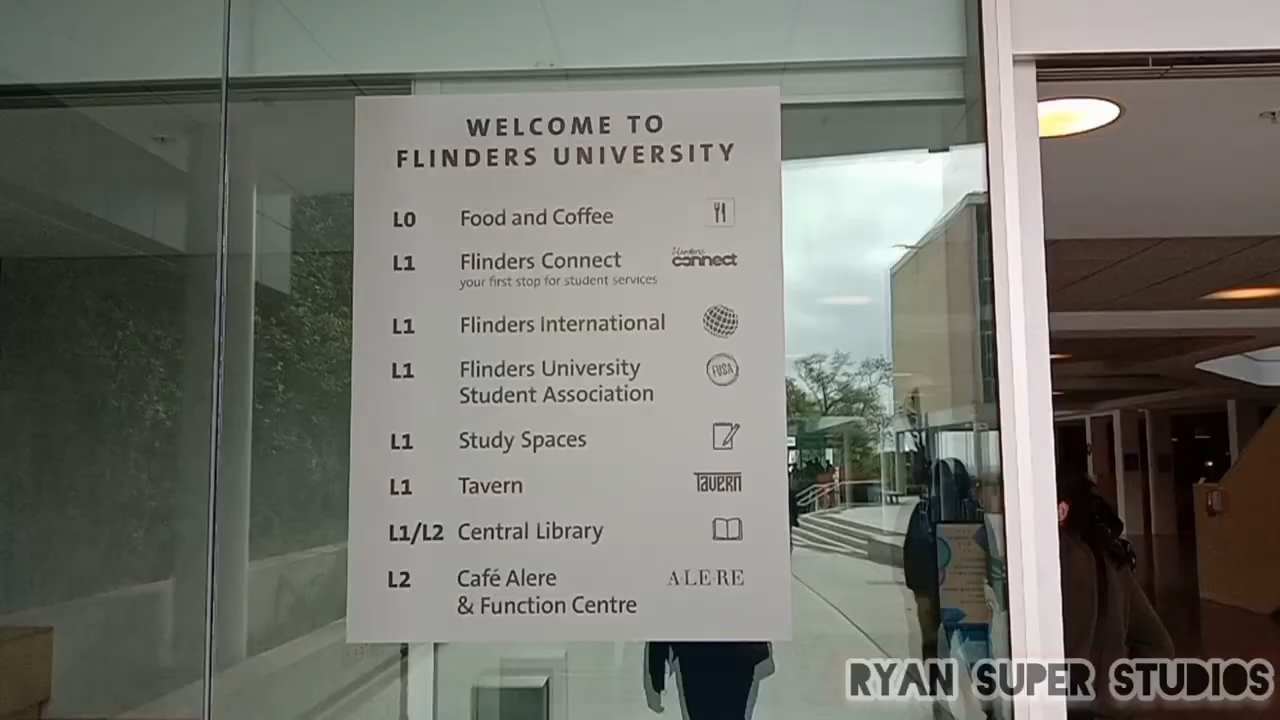 WELCOME TO
FLINDERS UNIVERSITY
L0 Food and Coffee
L1 Flinders Connect Flinders connect
your first stop for student services
L1 Flinders International
L1 Flinders University FUSA
Student Association
L1 Study Spaces
L1 Tavern TAVERN
L1/L2 Central Library
L2 Café Alere ALERE
& Function Centre
RYAN SUPER STUDIOS